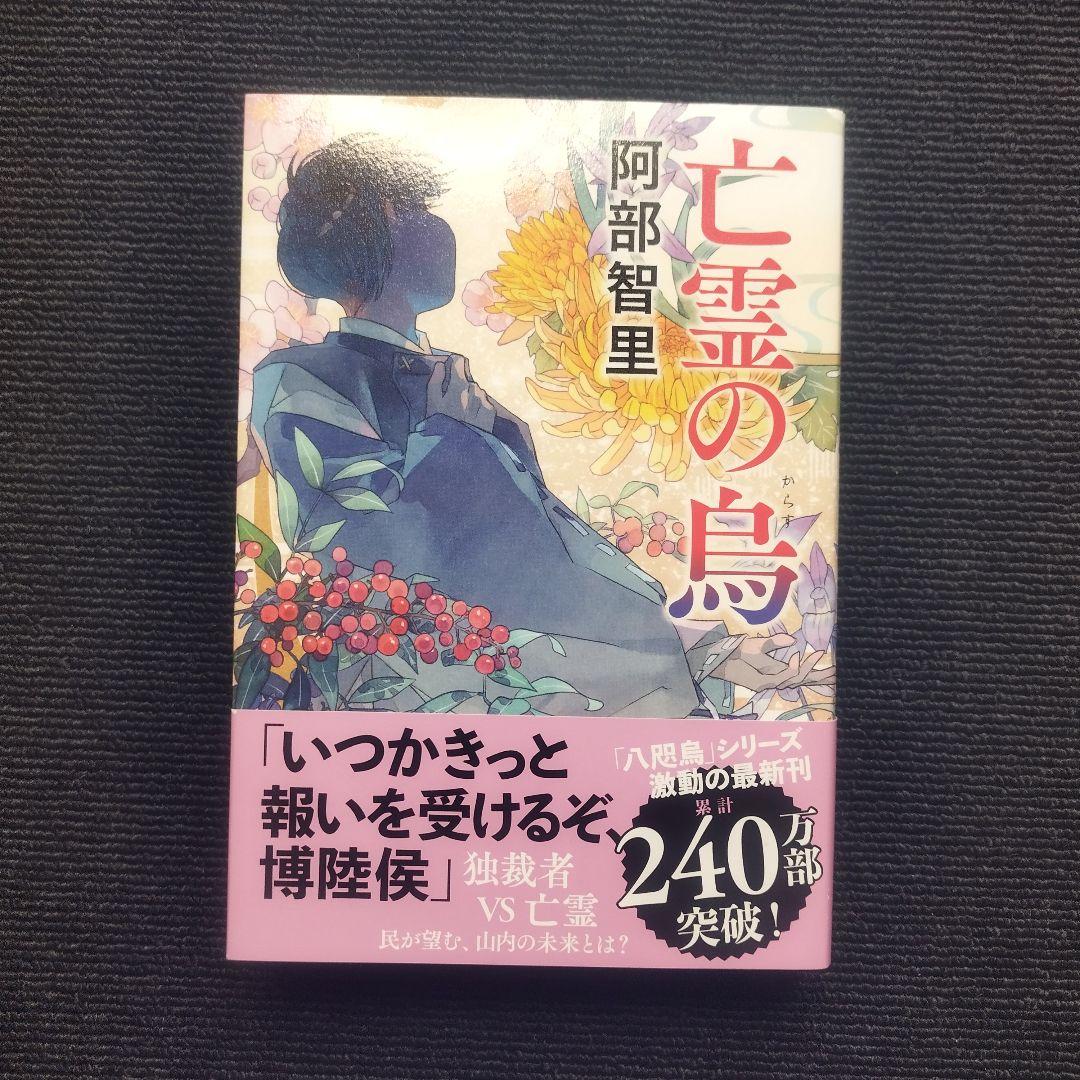 亡霊の烏
からす
阿部智里
「いつかきっと
報いを受けるぞ、
博陸侯」
独裁者
VS 亡霊
民が望む、山内の未来とは?
「八咫烏」シリーズ
激動の最新刊
累計
240万部
突破!